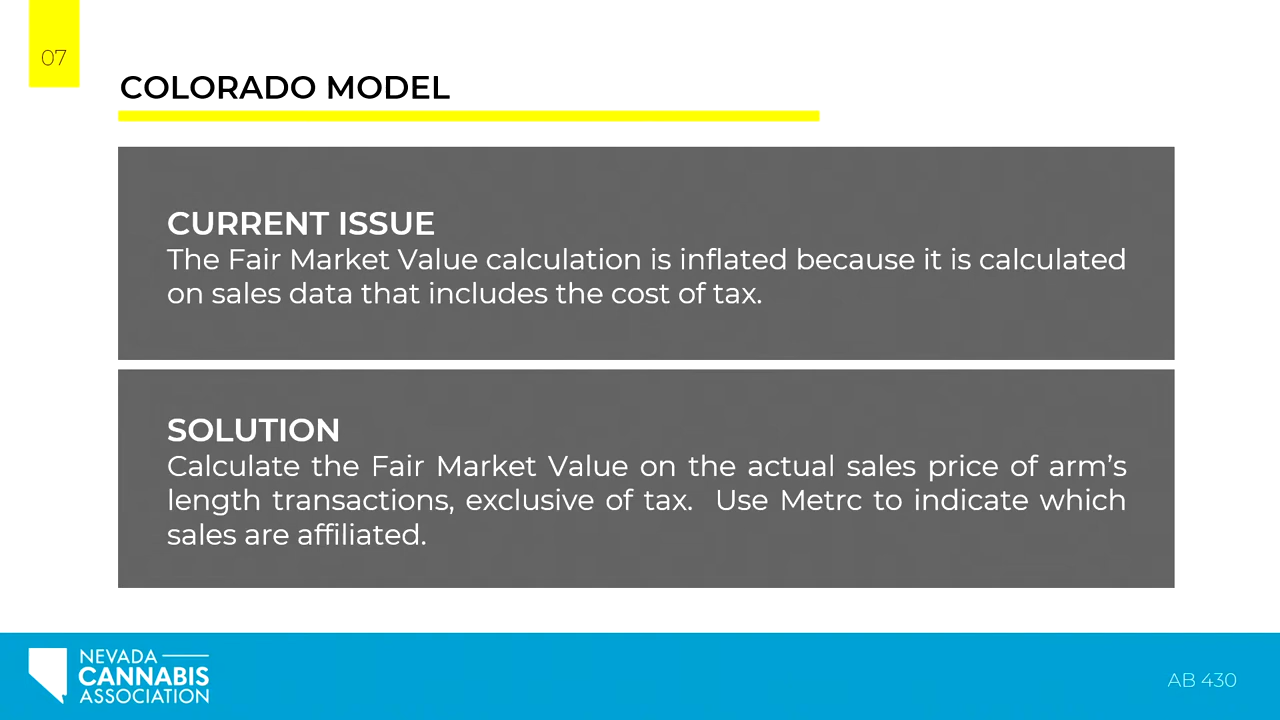 07
COLORADO MODEL
CURRENT ISSUE
The Fair Market Value calculation is inflated because it is calculated
on sales data that includes the cost of tax.
SOLUTION
Calculate the Fair Market Value on the actual sales price of arm’s
length transactions, exclusive of tax.  Use Metrc to indicate which
sales are affiliated.
NEVADA
CANNABIS
ASSOCIATION
AB 430